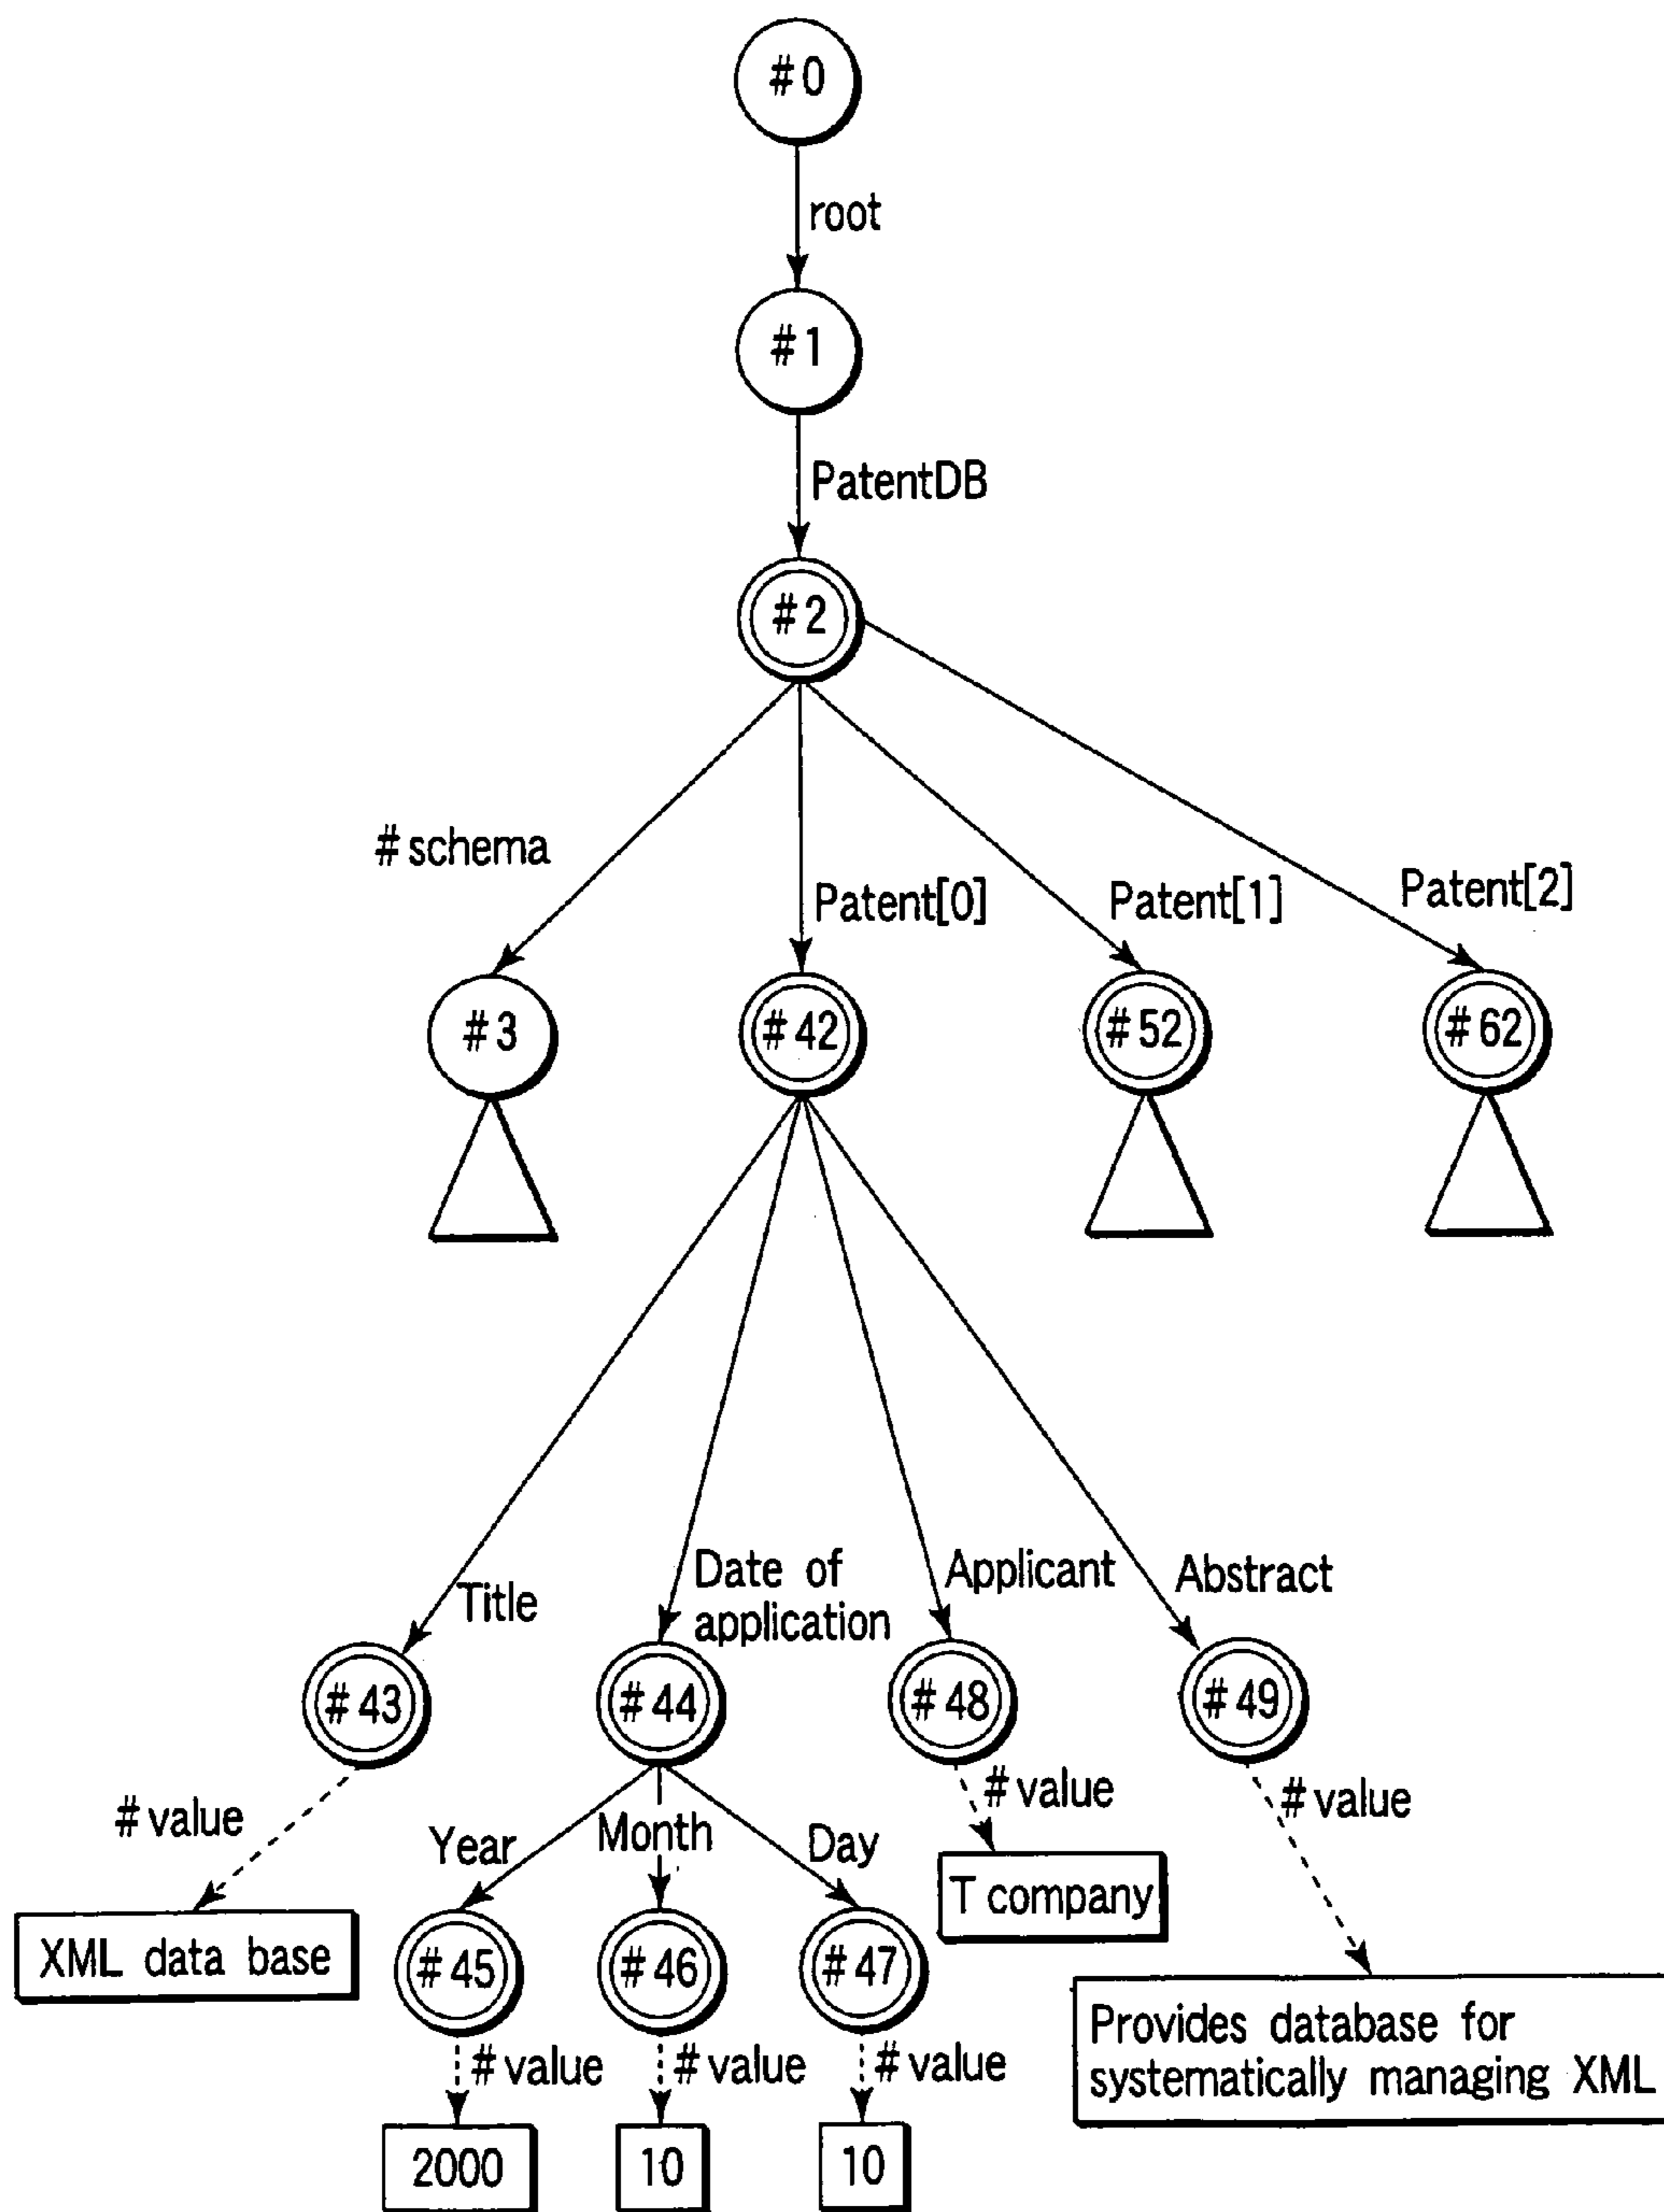 #0
root
#1
PatentDB
#2
#schema
Patent[0]
Patent[1]
Patent[2]
#3
#42
#52
#62
Title
Date of
application
Applicant
Abstract
#43
#44
#48
#49
#value
Year
Month
Day
#value
#value
XML data base
#45
#46
#47
T company
Provides database for
systematically managing XML
#value
#value
#value
2000
10
10